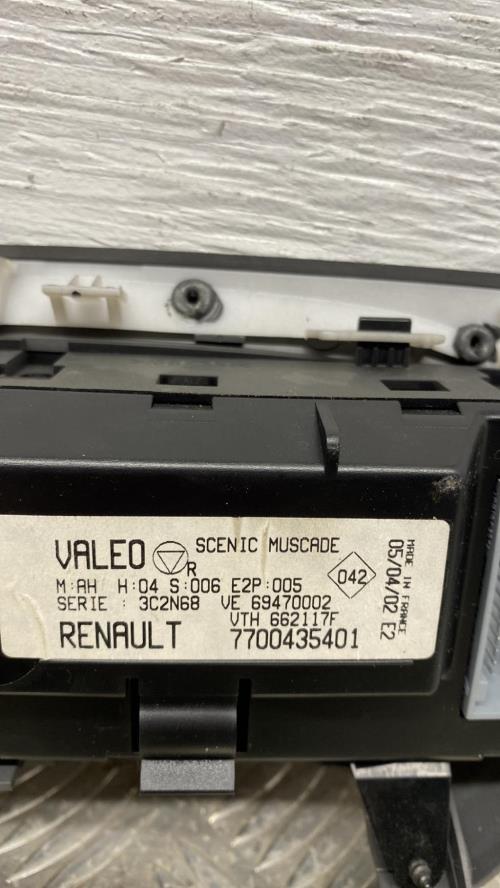 VALEO R SCENIC MUSCADE
M:AH H:04 S:006 E2P:005
042
SERIE : 3C2N68 VE 69470002
VTH 662117F
RENAULT 7700435401
MADE IN FRANCE
05/04/02 E2